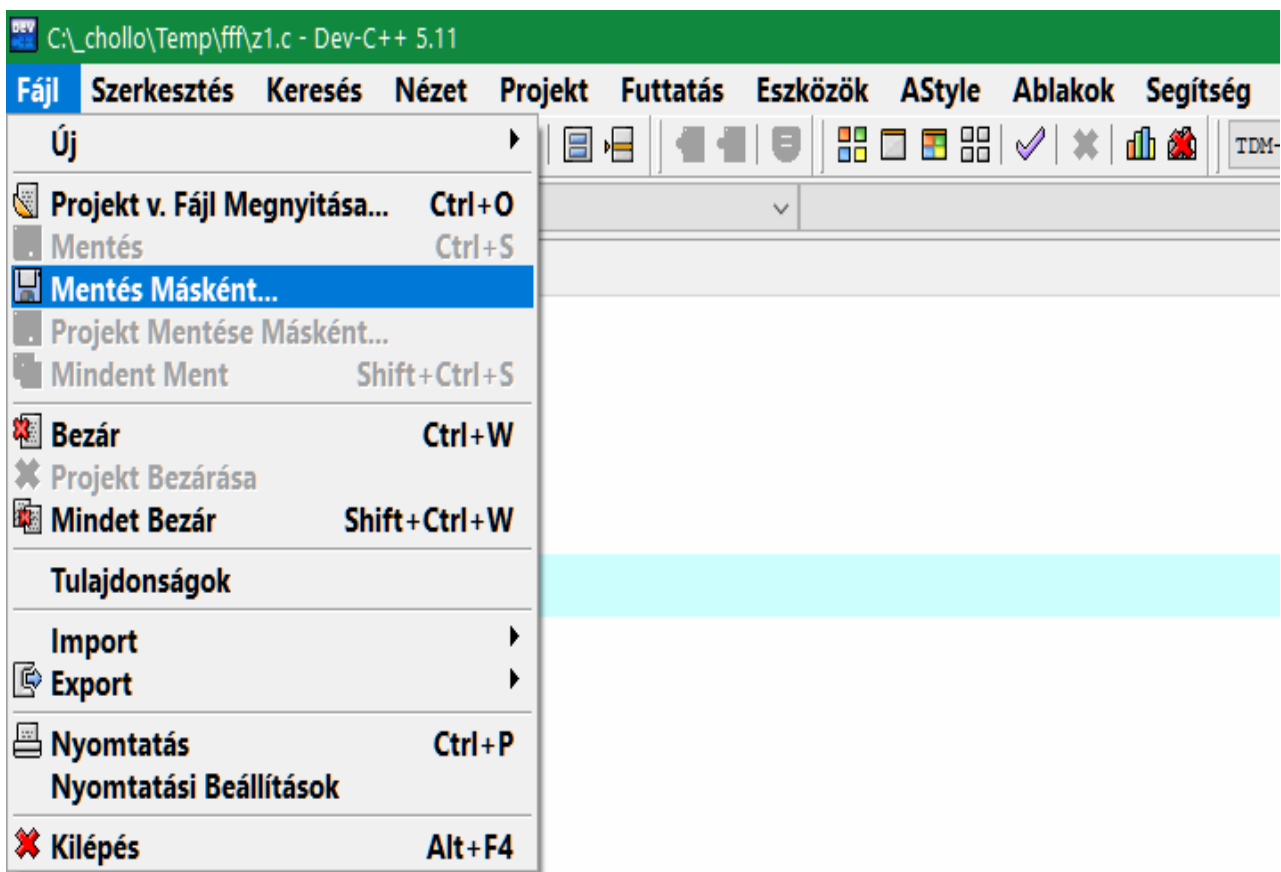 C:\_chollo\Temp\fff\z1.c - Dev-C++ 5.11
Fájl Szerkesztés Keresés Nézet Projekt Futtatás Eszközök AStyle Ablakok Segítség
Új
TDM-
Projekt v. Fájl Megnyitása... Ctrl+O
Mentés Ctrl+S
Mentés Másként...
Projekt Mentése Másként...
Mindent Ment Shift+Ctrl+S
Bezár Ctrl+W
Projekt Bezárása
Mindet Bezár Shift+Ctrl+W
Tulajdonságok
Import
Export
Nyomtatás Ctrl+P
Nyomtatási Beállítások
Kilépés Alt+F4